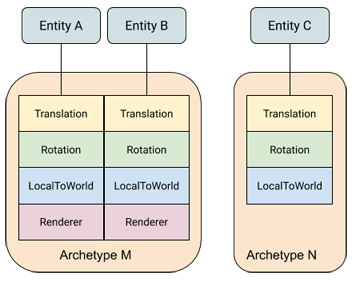 Entity A
Entity B
Entity C
Translation
Translation
Translation
Rotation
Rotation
Rotation
LocalToWorld
LocalToWorld
LocalToWorld
Renderer
Renderer
Archetype M
Archetype N